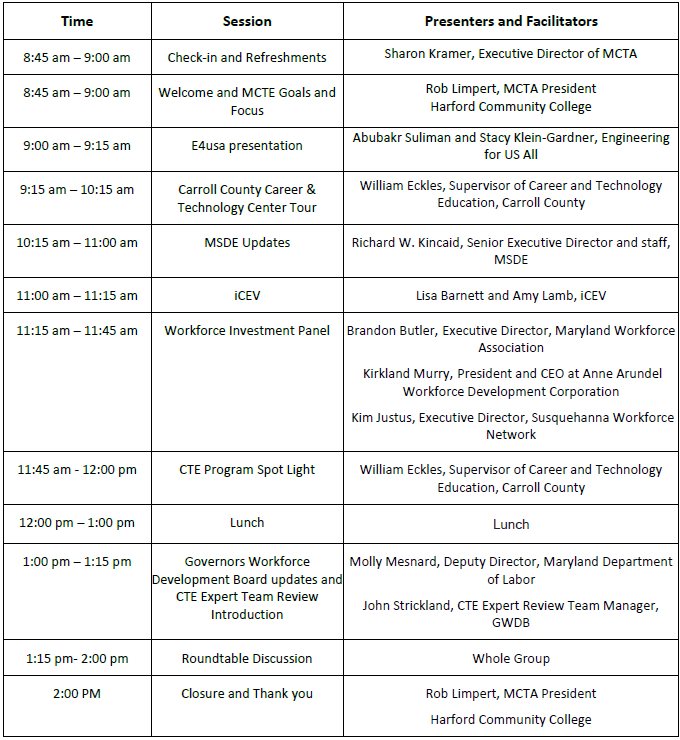 Time Session Presenters and Facilitators
8:45 am – 9:00 am Check-in and Refreshments Sharon Kramer, Executive Director of MCTA
8:45 am – 9:00 am Welcome and MCTE Goals and
Focus
Rob Limpert, MCTA President
Harford Community College
9:00 am – 9:15 am E4usa presentation Abubakr Suliman and Stacy Klein-Gardner, Engineering
for US All
9:15 am – 10:15 am Carroll County Career &
Technology Center Tour
William Eckles, Supervisor of Career and Technology
Education, Carroll County
10:15 am – 11:00 am MSDE Updates Richard W. Kincaid, Senior Executive Director and staff,
MSDE
11:00 am – 11:15 am iCEV Lisa Barnett and Amy Lamb, iCEV
11:15 am – 11:45 am Workforce Investment Panel Brandon Butler, Executive Director, Maryland Workforce
Association
Kirkland Murry, President and CEO at Anne Arundel
Workforce Development Corporation
Kim Justus, Executive Director, Susquehanna Workforce
Network
11:45 am - 12:00 pm CTE Program Spot Light William Eckles, Supervisor of Career and Technology
Education, Carroll County
12:00 pm – 1:00 pm Lunch Lunch
1:00 pm – 1:15 pm Governors Workforce
Development Board updates and
CTE Expert Team Review
Introduction
Molly Mesnard, Deputy Director, Maryland Department
of Labor
John Strickland, CTE Expert Review Team Manager,
GWDB
1:15 pm- 2:00 pm Roundtable Discussion Whole Group
2:00 PM Closure and Thank you Rob Limpert, MCTA President
Harford Community College